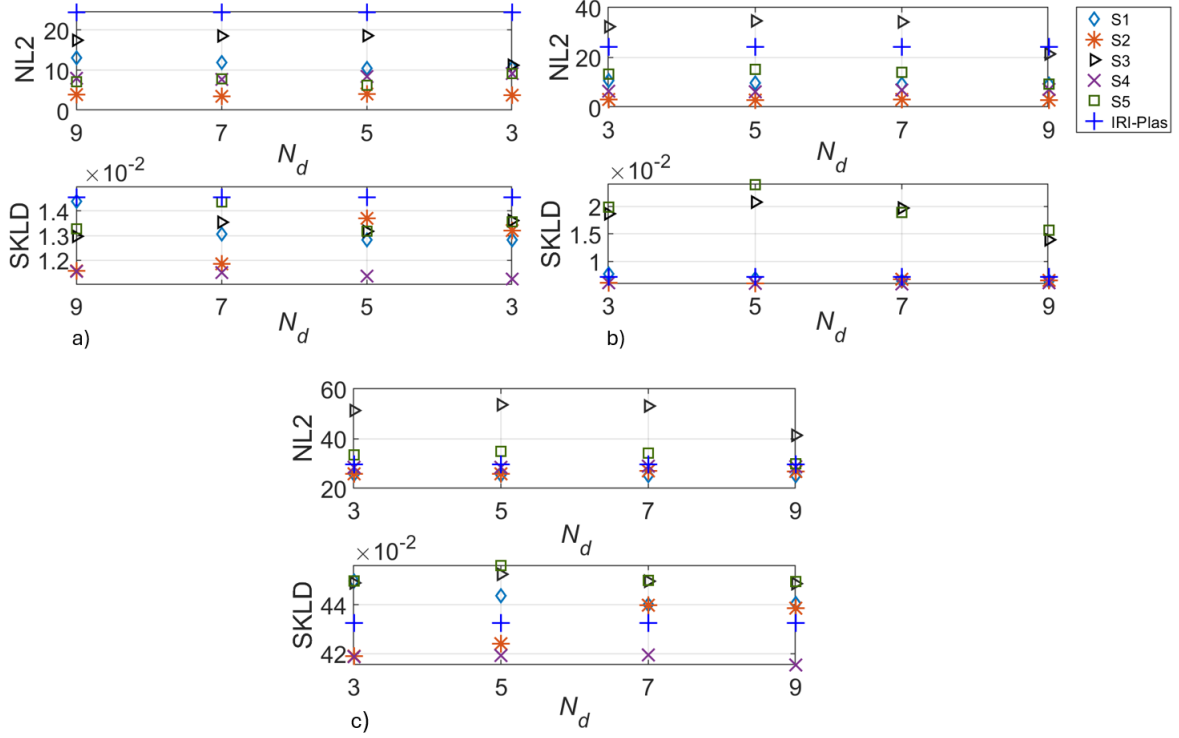 NL2
20
10
0
9 7 5 3
N_d
×10^-2
SKLD
1.4
1.3
1.2
9 7 5 3
N_d
a)
NL2
40
20
0
3 5 7 9
N_d
×10^-2
SKLD
2
1.5
1
3 5 7 9
N_d
b)
S1
S2
S3
S4
S5
IRI-Plas
NL2
60
40
20
3 5 7 9
N_d
×10^-2
SKLD
44
42
3 5 7 9
N_d
c)